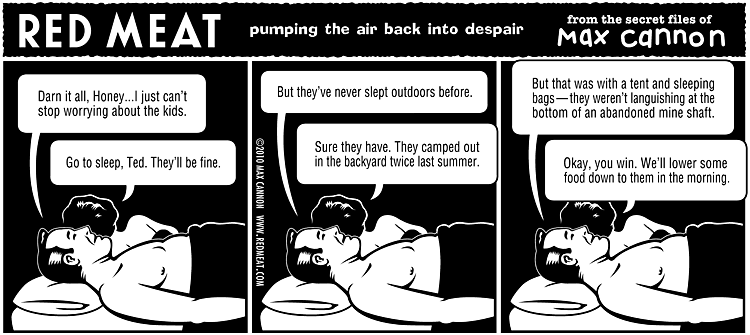 RED MEAT
pumping the air back into despair
from the secret files of
Max cannon
Darn it all, Honey...I just can't
stop worrying about the kids.
Go to sleep, Ted. They'll be fine.
©2010 MAX CANNON WWW.REDMEAT.COM
But they've never slept outdoors before.
Sure they have. They camped out
in the backyard twice last summer.
But that was with a tent and sleeping
bags—they weren't languishing at the
bottom of an abandoned mine shaft.
Okay, you win. We'll lower some
food down to them in the morning.